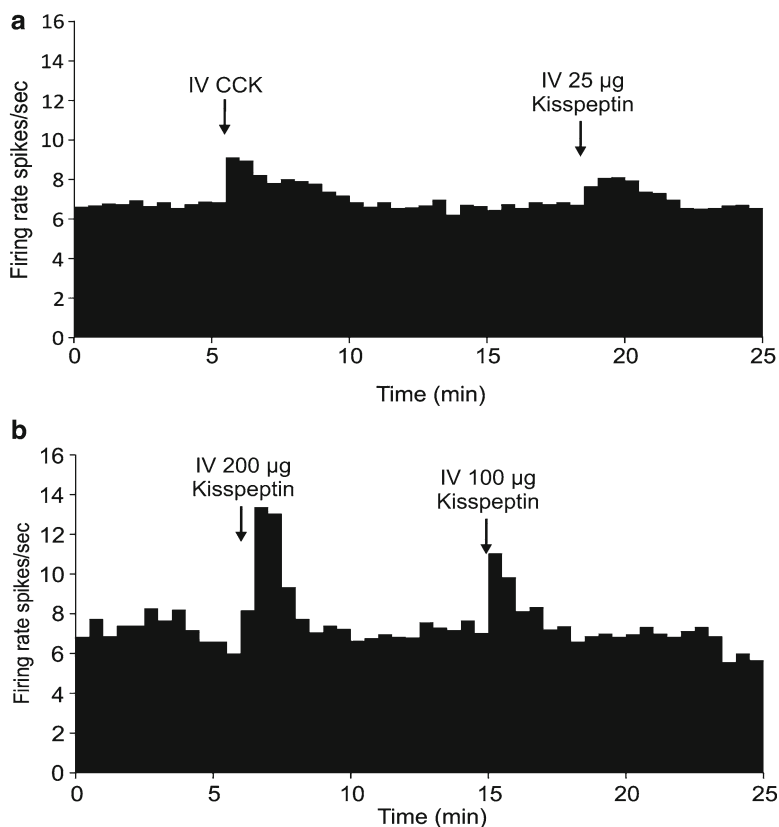 a
16
14
12
10
8
6
4
2
0
Firing rate spikes/sec
IV CCK
IV 25 µg
Kisspeptin
0 5 10 15 20 25
Time (min)
b
16
14
12
10
8
6
4
2
0
Firing rate spikes/sec
IV 200 µg
Kisspeptin
IV 100 µg
Kisspeptin
0 5 10 15 20 25
Time (min)